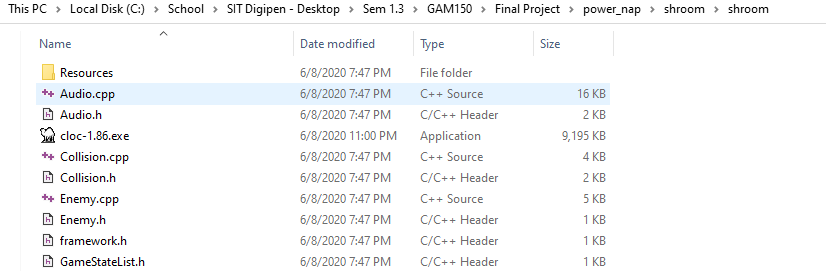 This PC > Local Disk (C:) > School > SIT Digipen - Desktop > Sem 1.3 > GAM150 > Final Project > power_nap > shroom > shroom
Name Date modified Type Size
Resources 6/8/2020 7:47 PM File folder
Audio.cpp 6/8/2020 7:47 PM C++ Source 16 KB
Audio.h 6/8/2020 7:47 PM C/C++ Header 2 KB
cloc-1.86.exe 6/8/2020 11:00 PM Application 9,195 KB
Collision.cpp 6/8/2020 7:47 PM C++ Source 4 KB
Collision.h 6/8/2020 7:47 PM C/C++ Header 2 KB
Enemy.cpp 6/8/2020 7:47 PM C++ Source 5 KB
Enemy.h 6/8/2020 7:47 PM C/C++ Header 1 KB
framework.h 6/8/2020 7:47 PM C/C++ Header 1 KB
GameStateList.h 6/8/2020 7:47 PM C/C++ Header 1 KB